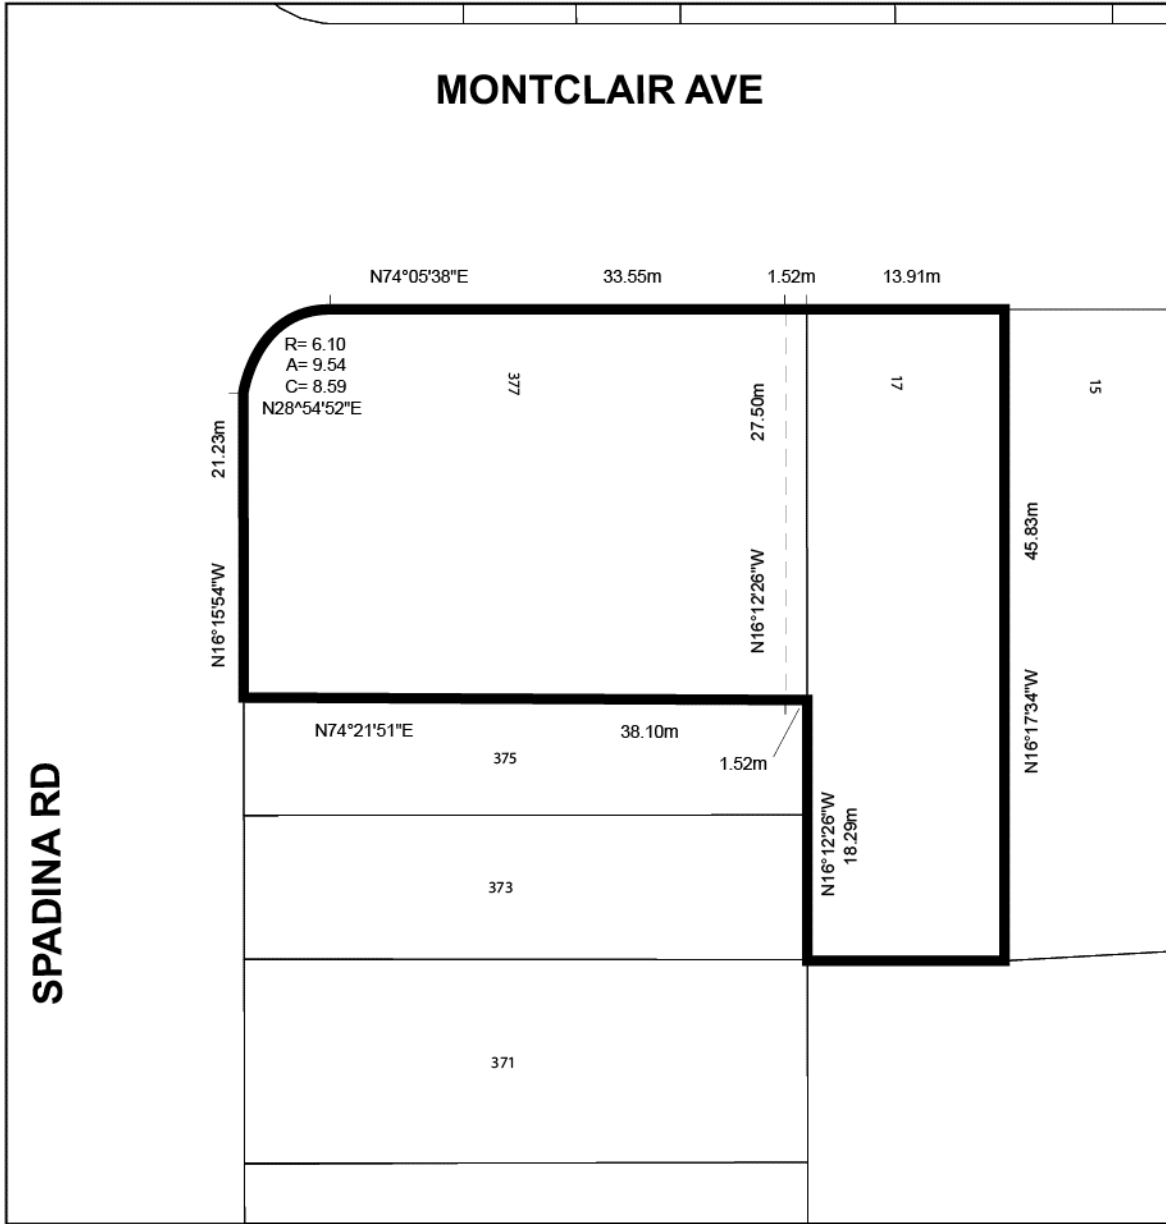 MONTCLAIR AVE
N74°05'38"E
33.55m
1.52m
13.91m
R= 6.10
A= 9.54
C= 8.59
N28^54'52"E
377
27.50m
17
15
21.23m
45.83m
N16°15'54"W
N16°12'26"W
N16°17'34"W
N74°21'51"E
38.10m
375
1.52m
SPADINA RD
N16°12'26"W
18.29m
373
371